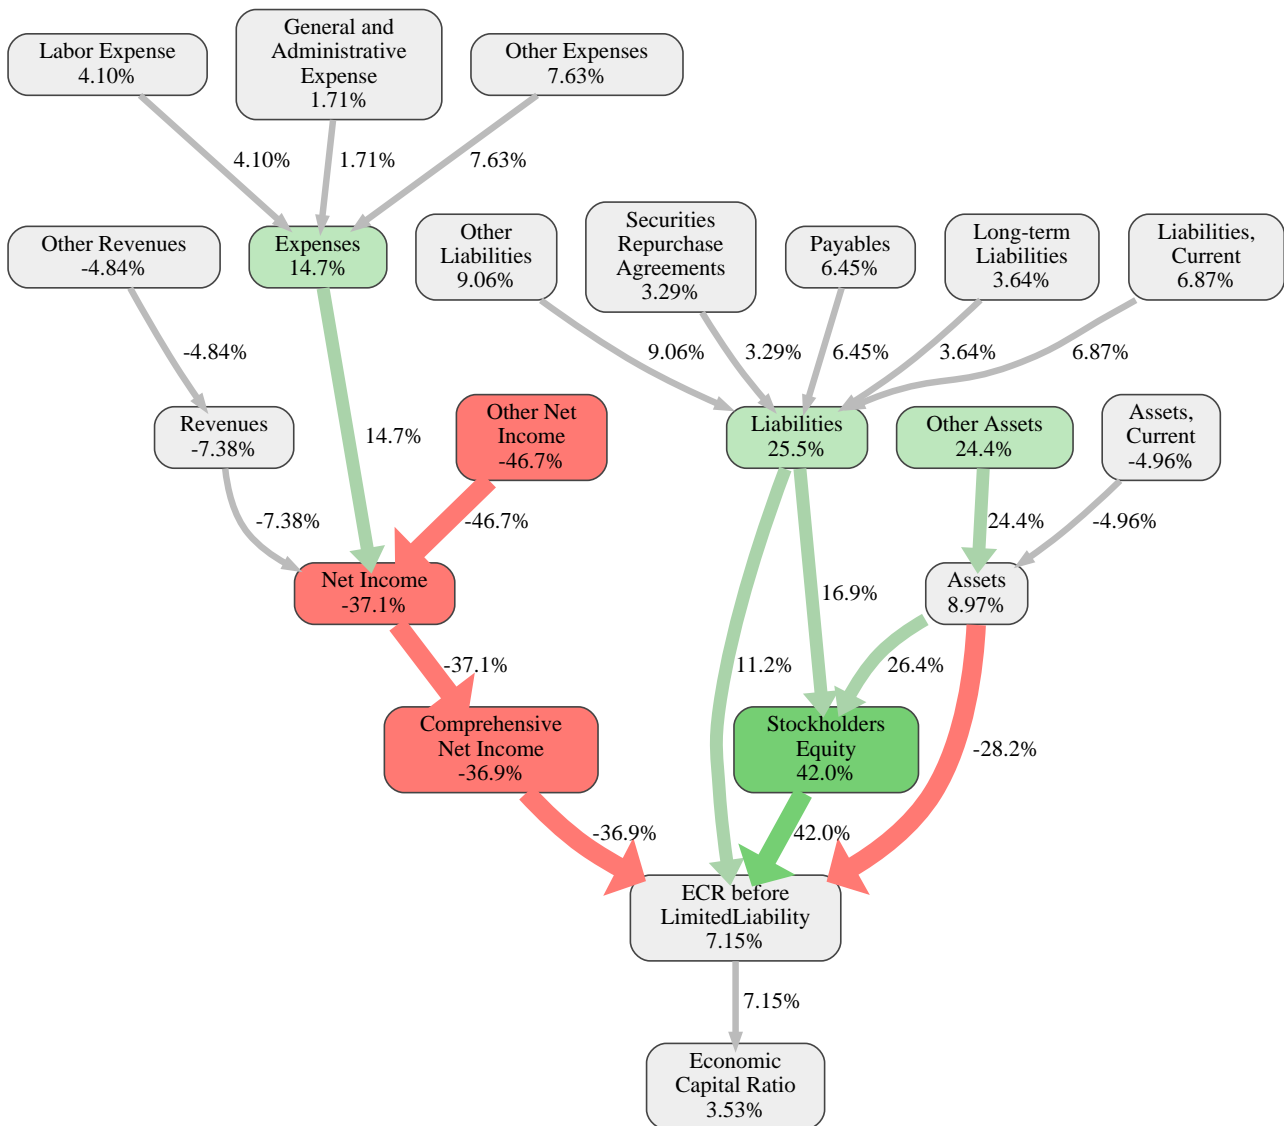 Labor Expense
4.10%
General and
Administrative
Expense
1.71%
Other Expenses
7.63%
4.10%
1.71%
7.63%
Other Revenues
-4.84%
Expenses
14.7%
Other
Liabilities
9.06%
Securities
Repurchase
Agreements
3.29%
Payables
6.45%
Long-term
Liabilities
3.64%
Liabilities,
Current
6.87%
-4.84%
9.06%
3.29%
6.45%
3.64%
6.87%
Revenues
-7.38%
14.7%
Other Net
Income
-46.7%
Liabilities
25.5%
Other Assets
24.4%
Assets,
Current
-4.96%
-7.38%
-46.7%
24.4%
-4.96%
Net Income
-37.1%
16.9%
Assets
8.97%
-37.1%
11.2%
26.4%
Comprehensive
Net Income
-36.9%
Stockholders
Equity
42.0%
-28.2%
-36.9%
42.0%
ECR before
LimitedLiability
7.15%
7.15%
Economic
Capital Ratio
3.53%